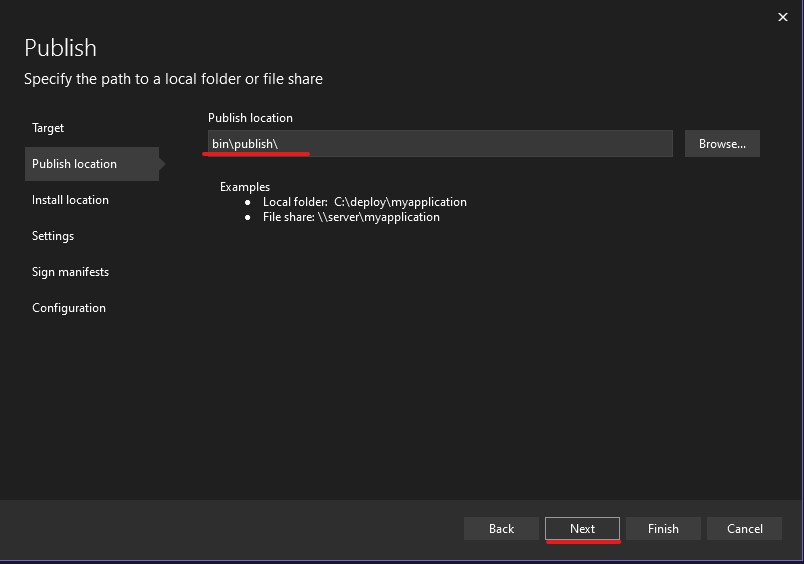 Publish
Specify the path to a local folder or file share
Target
Publish location
Install location
Settings
Sign manifests
Configuration
Publish location
bin\publish\
Browse...
Examples
● Local folder: C:\deploy\myapplication
● File share: \\server\myapplication
Back
Next
Finish
Cancel